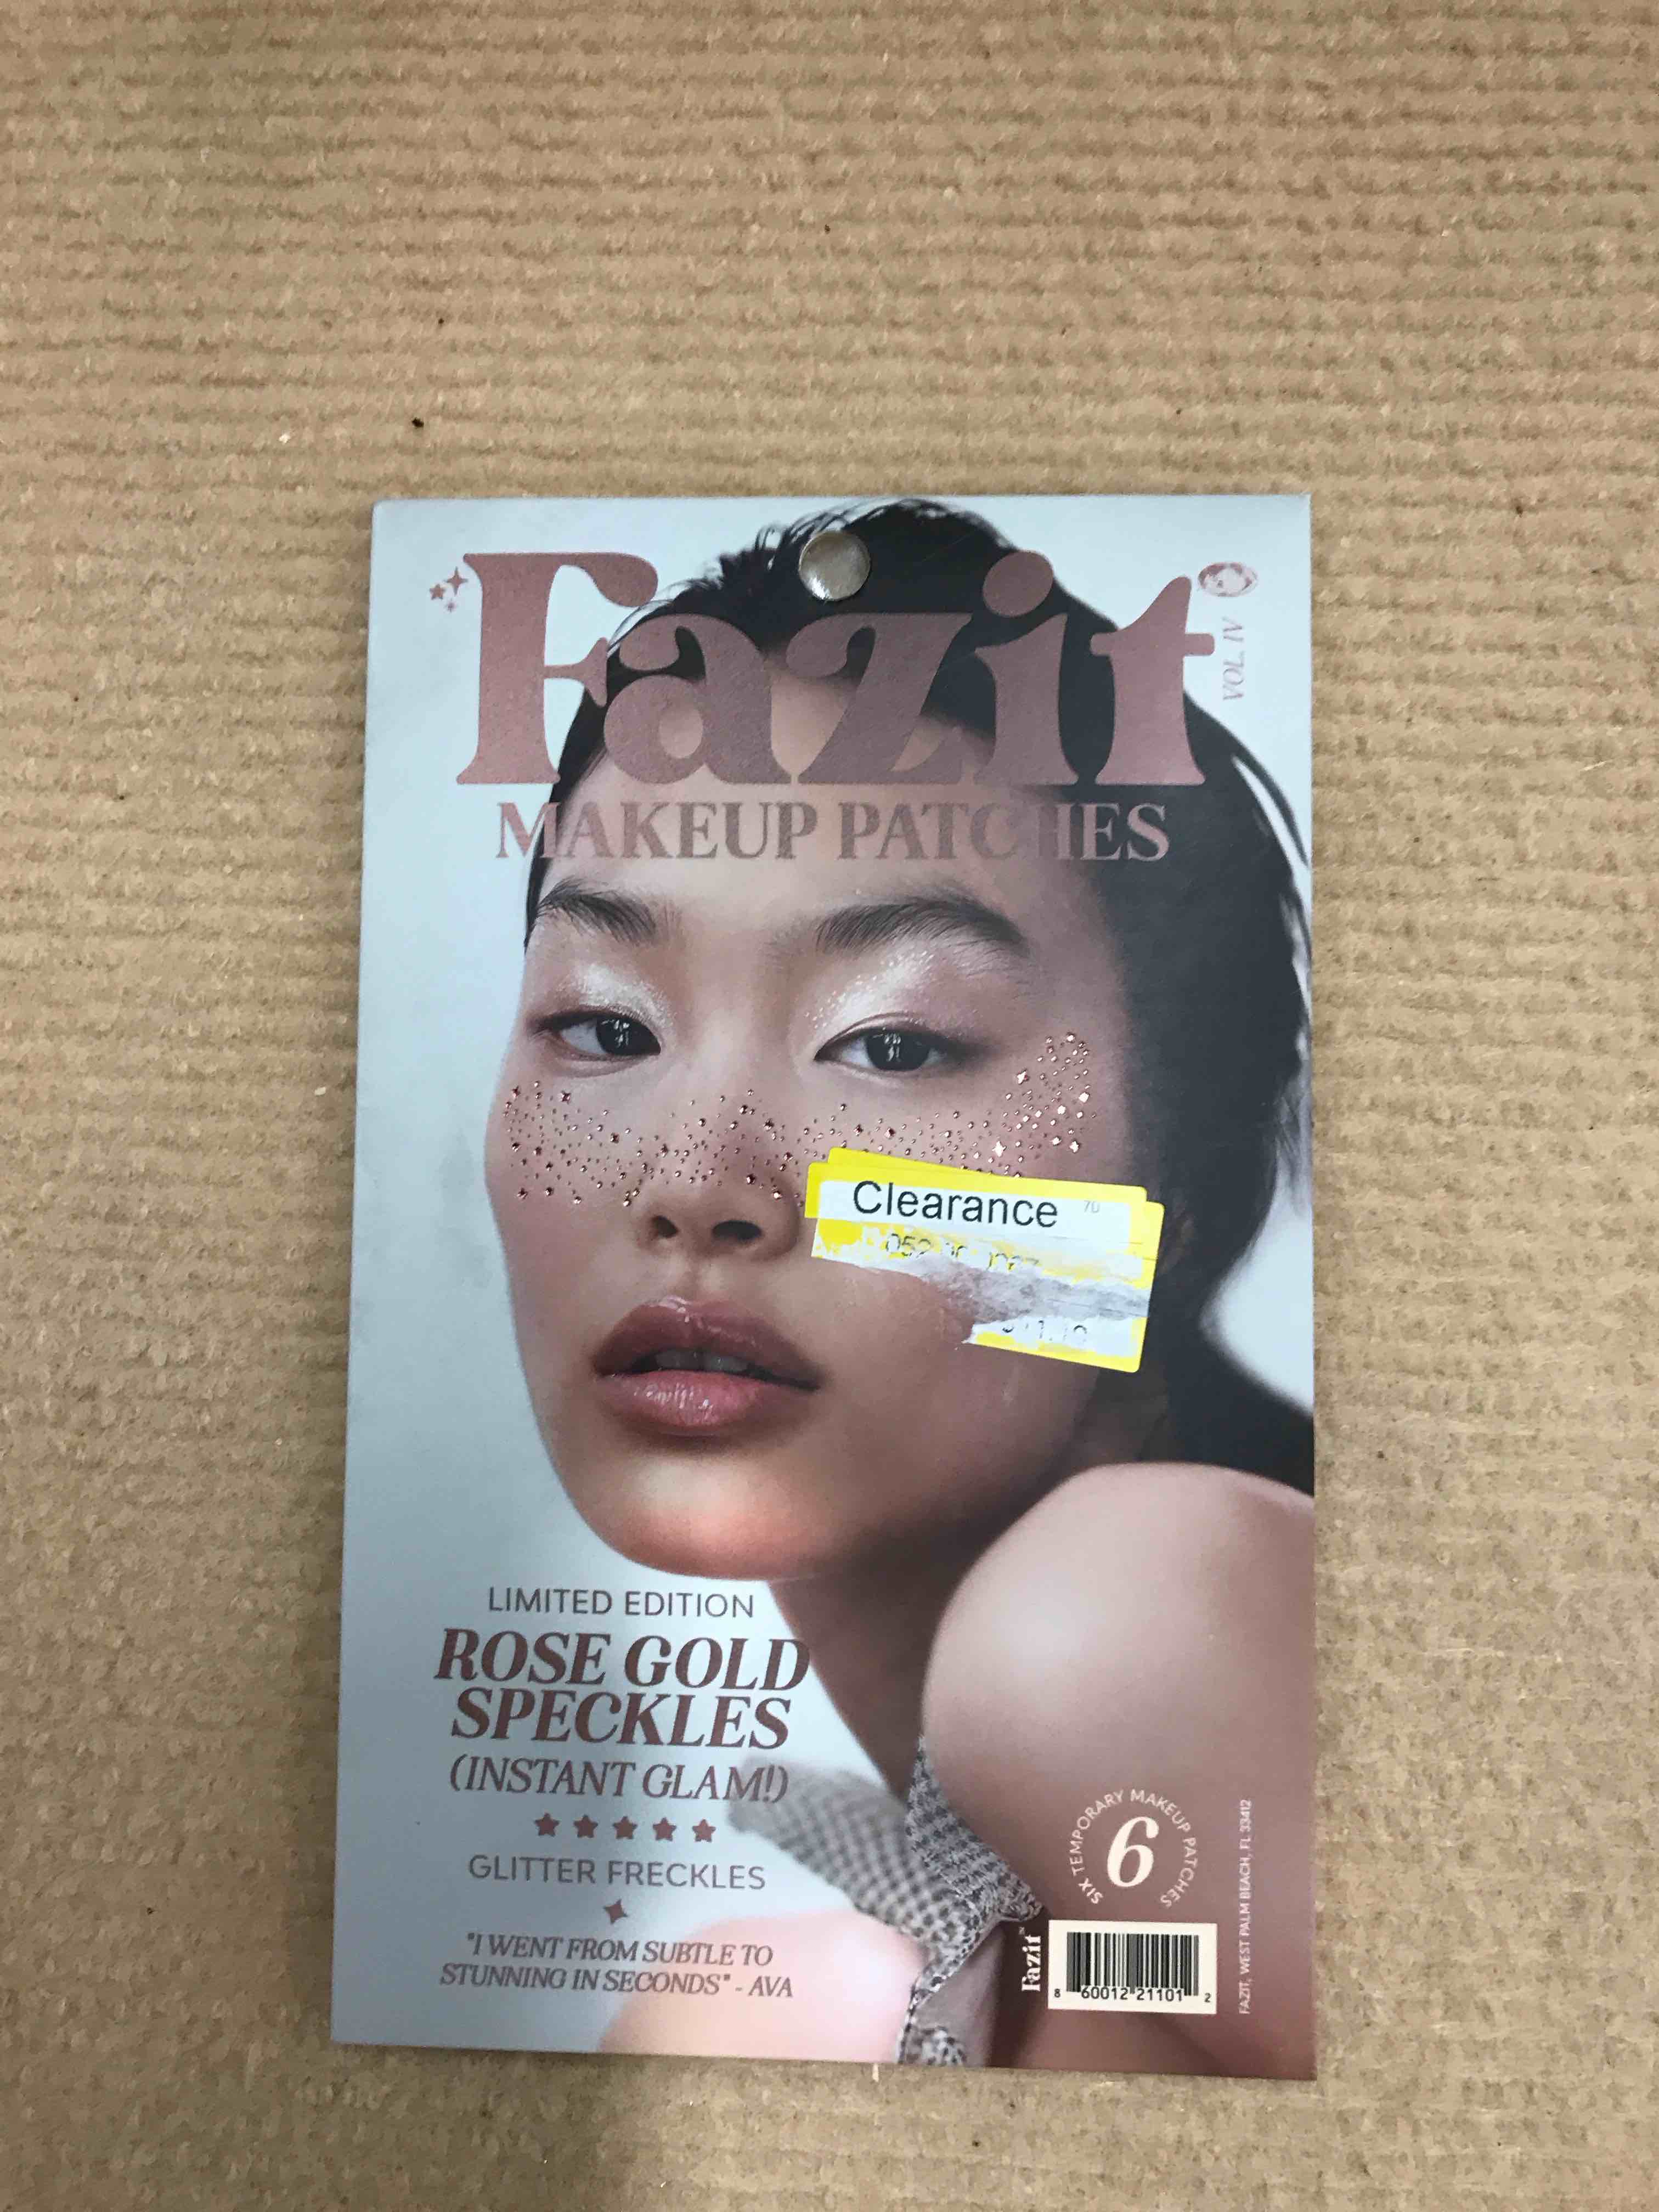 Fazit
VOL. IV
MAKEUP PATCHES
Clearance
70
LIMITED EDITION
ROSE GOLD
SPECKLES
(INSTANT GLAM!)
GLITTER FRECKLES
"I WENT FROM SUBTLE TO
STUNNING IN SECONDS" - AVA
SIX TEMPORARY MAKEUP PATCHES
6
Fazit
8 60012 21101 2
FAZIT, WEST PALM BEACH, FL 33412